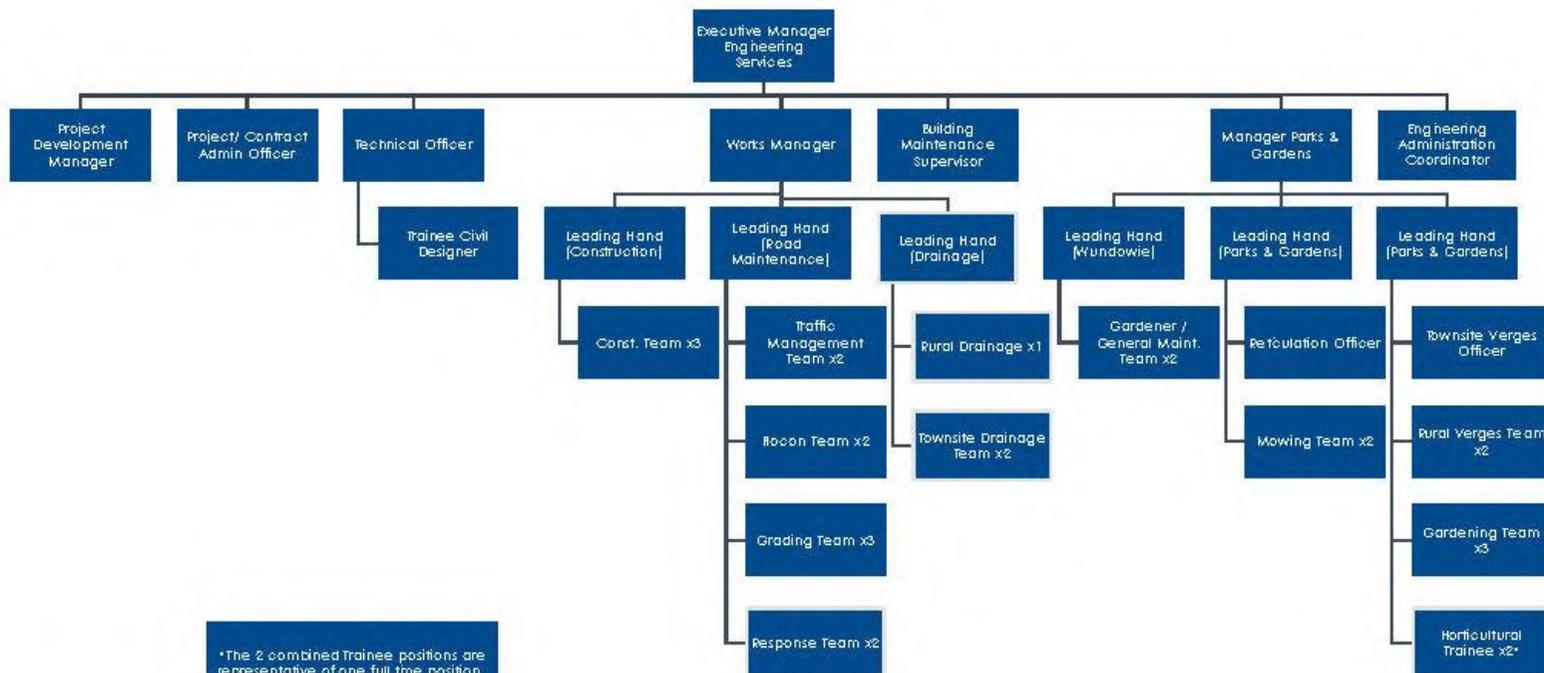 Executive Manager
Engineering
Services
Project
Development
Manager
Project/ Contract
Admin Officer
Technical Officer
Works Manager
Building
Maintenance
Supervisor
Manager Parks &
Gardens
Engineering
Administration
Coordinator
Trainee Civil
Designer
Leading Hand
(Construction)
Leading Hand
(Road
Maintenance)
Leading Hand
(Drainage)
Leading Hand
(Wundowie)
Leading Hand
(Parks & Gardens)
Leading Hand
(Parks & Gardens)
Const. Team x3
Traffic
Management
Team x2
Rural Drainage x1
Gardener /
General Maint.
Team x2
Retculation Officer
Townsite Verges
Officer
Flocon Team x2
Townsite Drainage
Team x2
Mowing Team x2
Rural Verges Team
x2
Grading Team x3
Gardening Team
x3
Response Team x2
Horticultural
Trainee x2*
*The 2 combined Trainee positions are
representative of one full time position